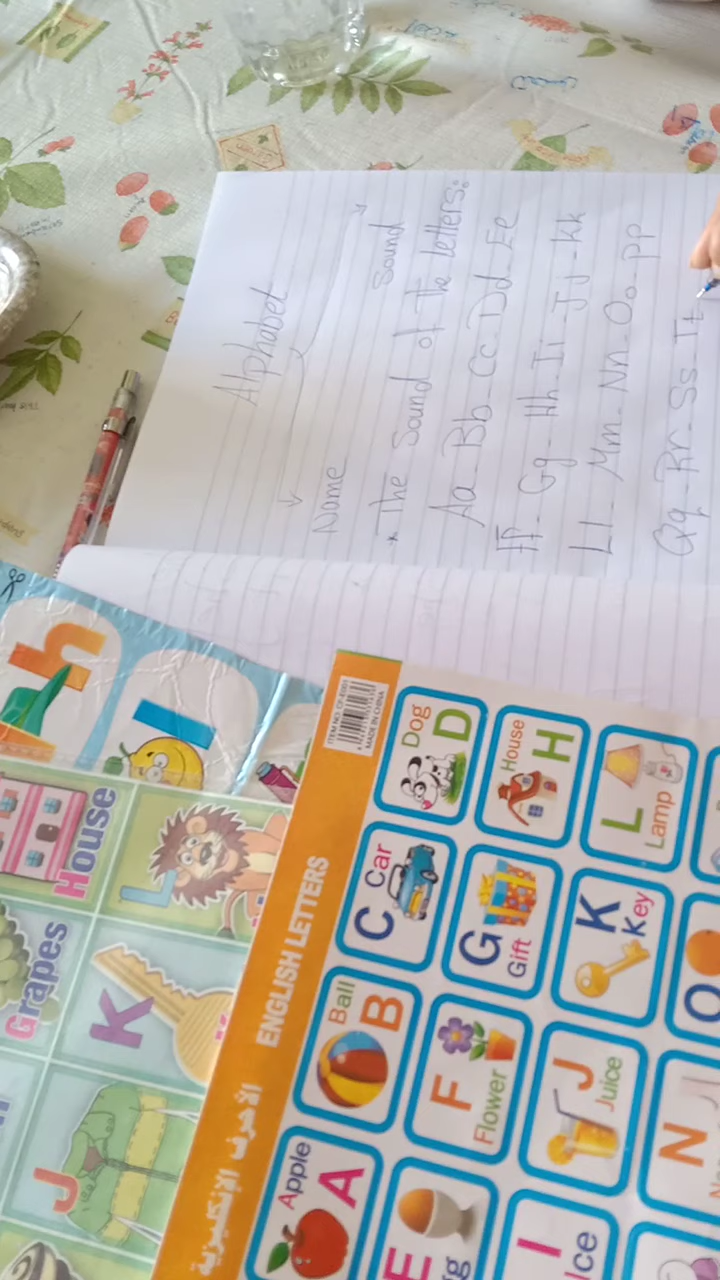 Alphabet
Name
Sound
* The Sound of the letters:
Aa - Bb - Cc - Dd - Ee
Ff - Gg - Hh - Ii - Jj - Kk
Ll - Mm - Nn - Oo - pp
Qq - Rr - Ss - Tt
الأحرف الإنكليزية ENGLISH LETTERS
MADE IN CHINA
Apple A
Ball B
Car C
Dog D
E
F Flower
G Gift
House H
I Ice
J Juice
K Key
L Lamp
N
O
h
l
House
L
Grapes
K
J